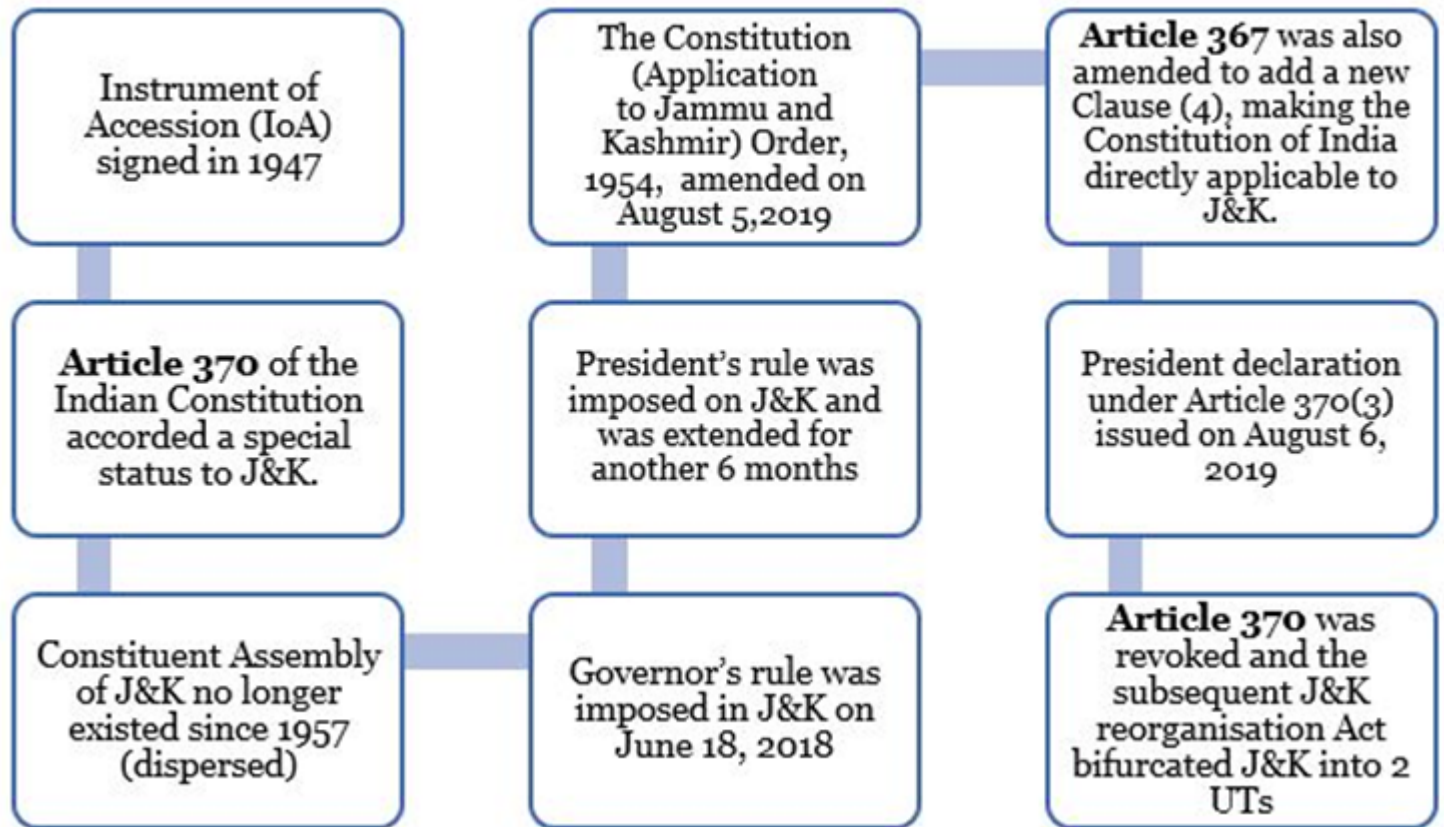 Instrument of
Accession (IoA)
signed in 1947
Article 370 of the
Indian Constitution
accorded a special
status to J&K.
Constituent Assembly
of J&K no longer
existed since 1957
(dispersed)
Governor's rule was
imposed in J&K on
June 18, 2018
President's rule was
imposed on J&K and
was extended for
another 6 months
The Constitution
(Application
to Jammu and
Kashmir) Order,
1954, amended on
August 5,2019
Article 367 was also
amended to add a new
Clause (4), making the
Constitution of India
directly applicable to
J&K.
President declaration
under Article 370(3)
issued on August 6,
2019
Article 370 was
revoked and the
subsequent J&K
reorganisation Act
bifurcated J&K into 2
UTs